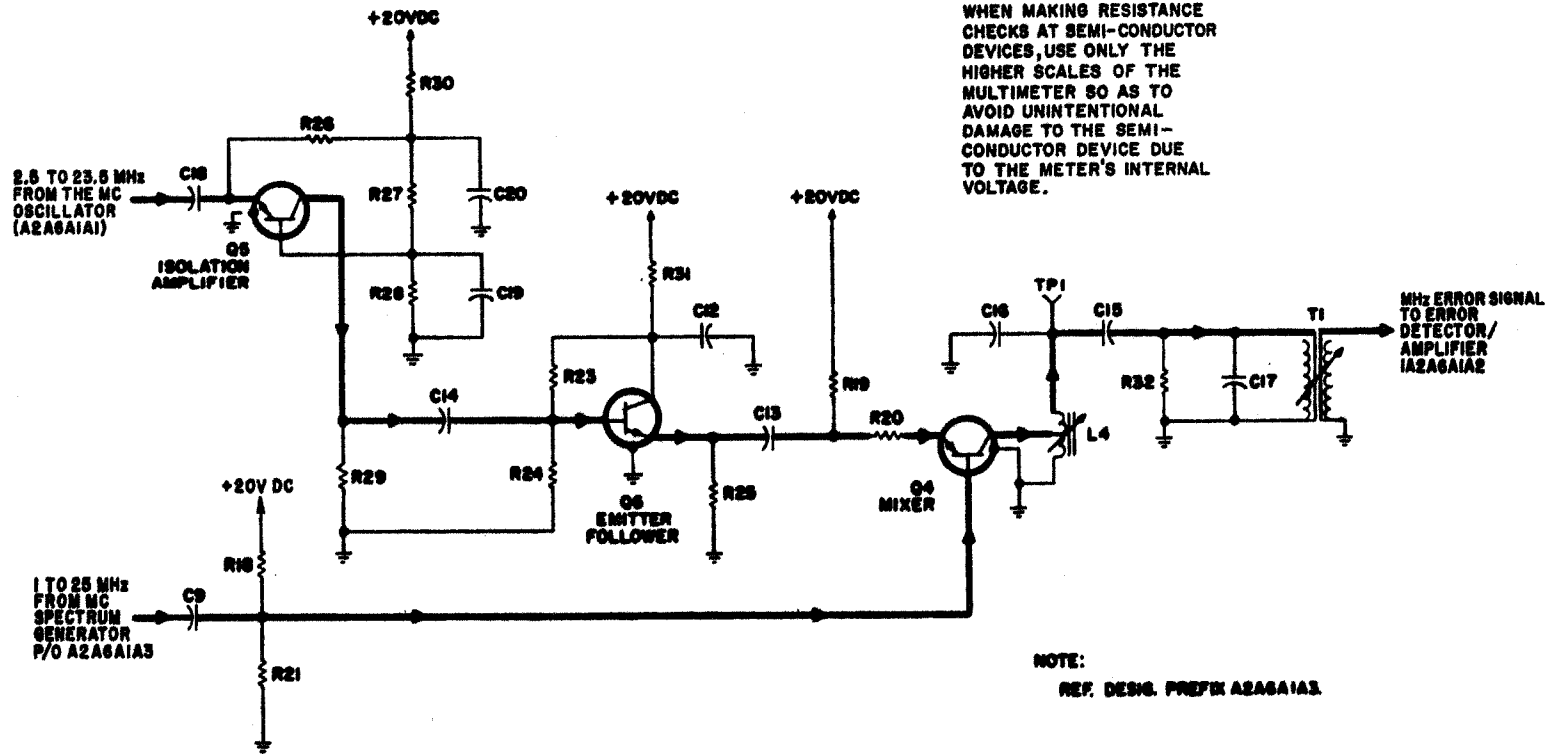 WHEN MAKING RESISTANCE
CHECKS AT SEMI-CONDUCTOR
DEVICES, USE ONLY THE
HIGHER SCALES OF THE
MULTIMETER SO AS TO
AVOID UNINTENTIONAL
DAMAGE TO THE SEMI-
CONDUCTOR DEVICE DUE
TO THE METER'S INTERNAL
VOLTAGE.
+20VDC
R30
R26
2.5 TO 23.5 MHz
FROM THE MC
OSCILLATOR
(A2A6A1A1)
C18
R27
C20
Q5
ISOLATION
AMPLIFIER
R28
C19
+20VDC
R31
C12
+20VDC
R23
C14
R19
C13
R20
R29
R24
Q6
EMITTER
FOLLOWER
R25
Q4
MIXER
L4
TP1
C16
C15
R32
C17
T1
MHz ERROR SIGNAL
TO ERROR
DETECTOR/
AMPLIFIER
1A2A6A1A2
+20V DC
R18
1 TO 25 MHz
FROM MC
SPECTRUM
GENERATOR
P/O A2A6A1A3
C9
R21
NOTE:
REF. DESIG. PREFIX A2A6A1A3.